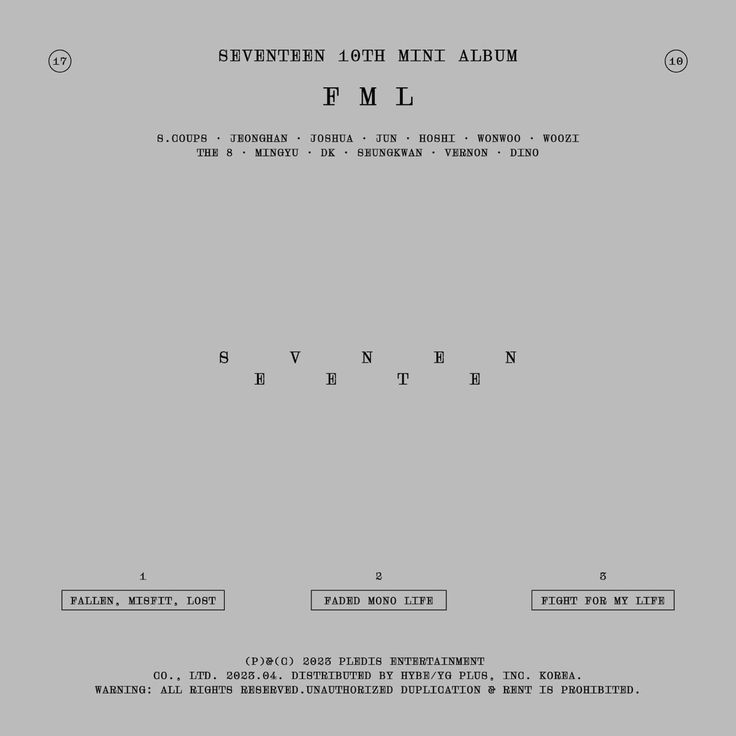 17
SEVENTEEN 10TH MINI ALBUM
10
F M L
S.COUPS · JEONGHAN · JOSHUA · JUN · HOSHI · WONWOO · WOOZI
THE 8 · MINGYU · DK · SEUNGKWAN · VERNON · DINO
S V N E N
E E T E
1
FALLEN, MISFIT, LOST
2
FADED MONO LIFE
3
FIGHT FOR MY LIFE
(P)&(C) 2023 PLEDIS ENTERTAINMENT
CO., LTD. 2023.04. DISTRIBUTED BY HYBE/YG PLUS, INC. KOREA.
WARNING: ALL RIGHTS RESERVED.UNAUTHORIZED DUPLICATION & RENT IS PROHIBITED.